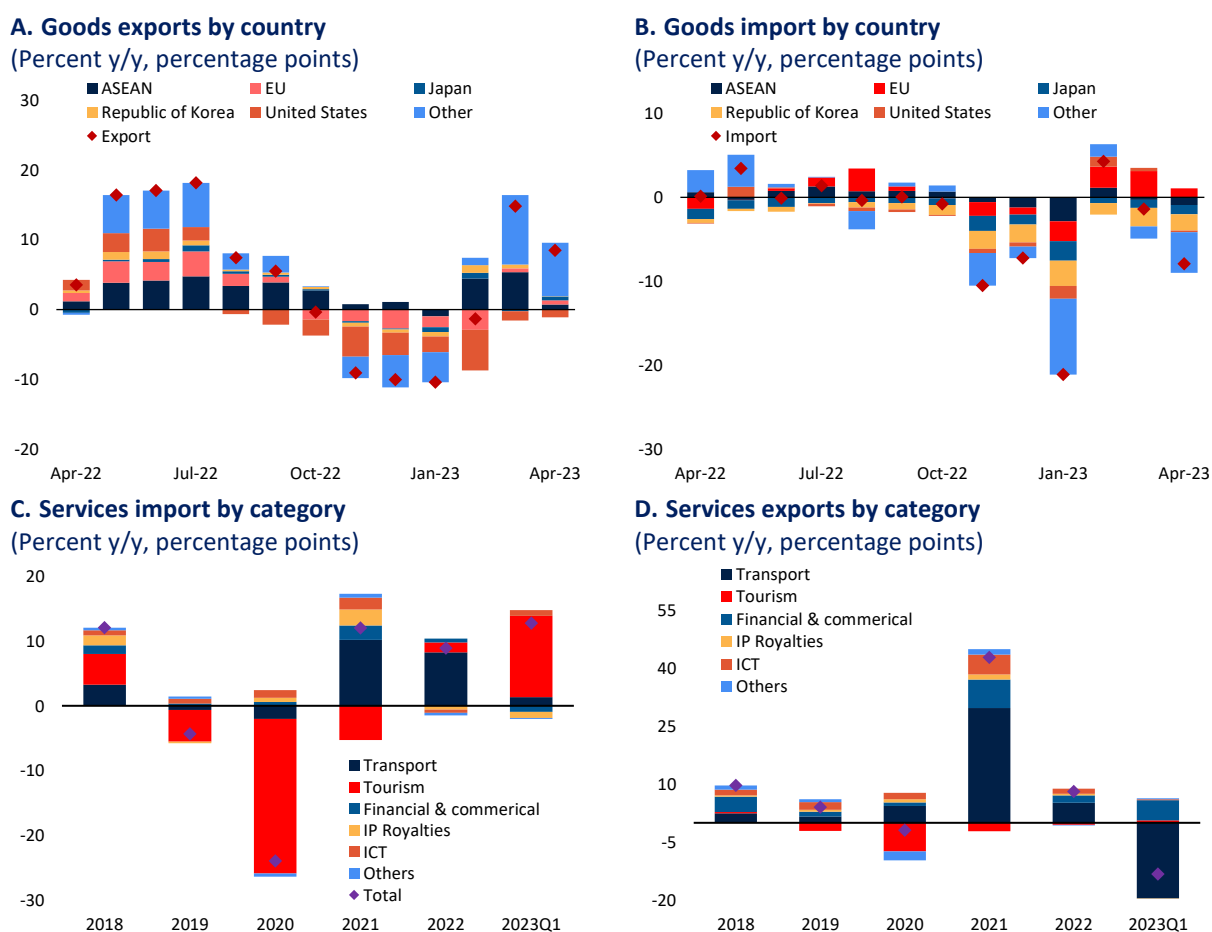 A. Goods exports by country
(Percent y/y, percentage points)
ASEAN EU Japan
Republic of Korea United States Other
Export
30
20
10
0
-10
-20
Apr-22 Jul-22 Oct-22 Jan-23 Apr-23
B. Goods import by country
(Percent y/y, percentage points)
ASEAN EU Japan
Republic of Korea United States Other
Import
10
0
-10
-20
-30
Apr-22 Jul-22 Oct-22 Jan-23 Apr-23
C. Services import by category
(Percent y/y, percentage points)
20
10
0
-10
-20
-30
Transport
Tourism
Financial & commerical
IP Royalties
ICT
Others
Total
2018 2019 2020 2021 2022 2023Q1
D. Services exports by category
(Percent y/y, percentage points)
Transport
Tourism
Financial & commerical
IP Royalties
ICT
Others
55
40
25
10
-5
-20
2018 2019 2020 2021 2022 2023Q1